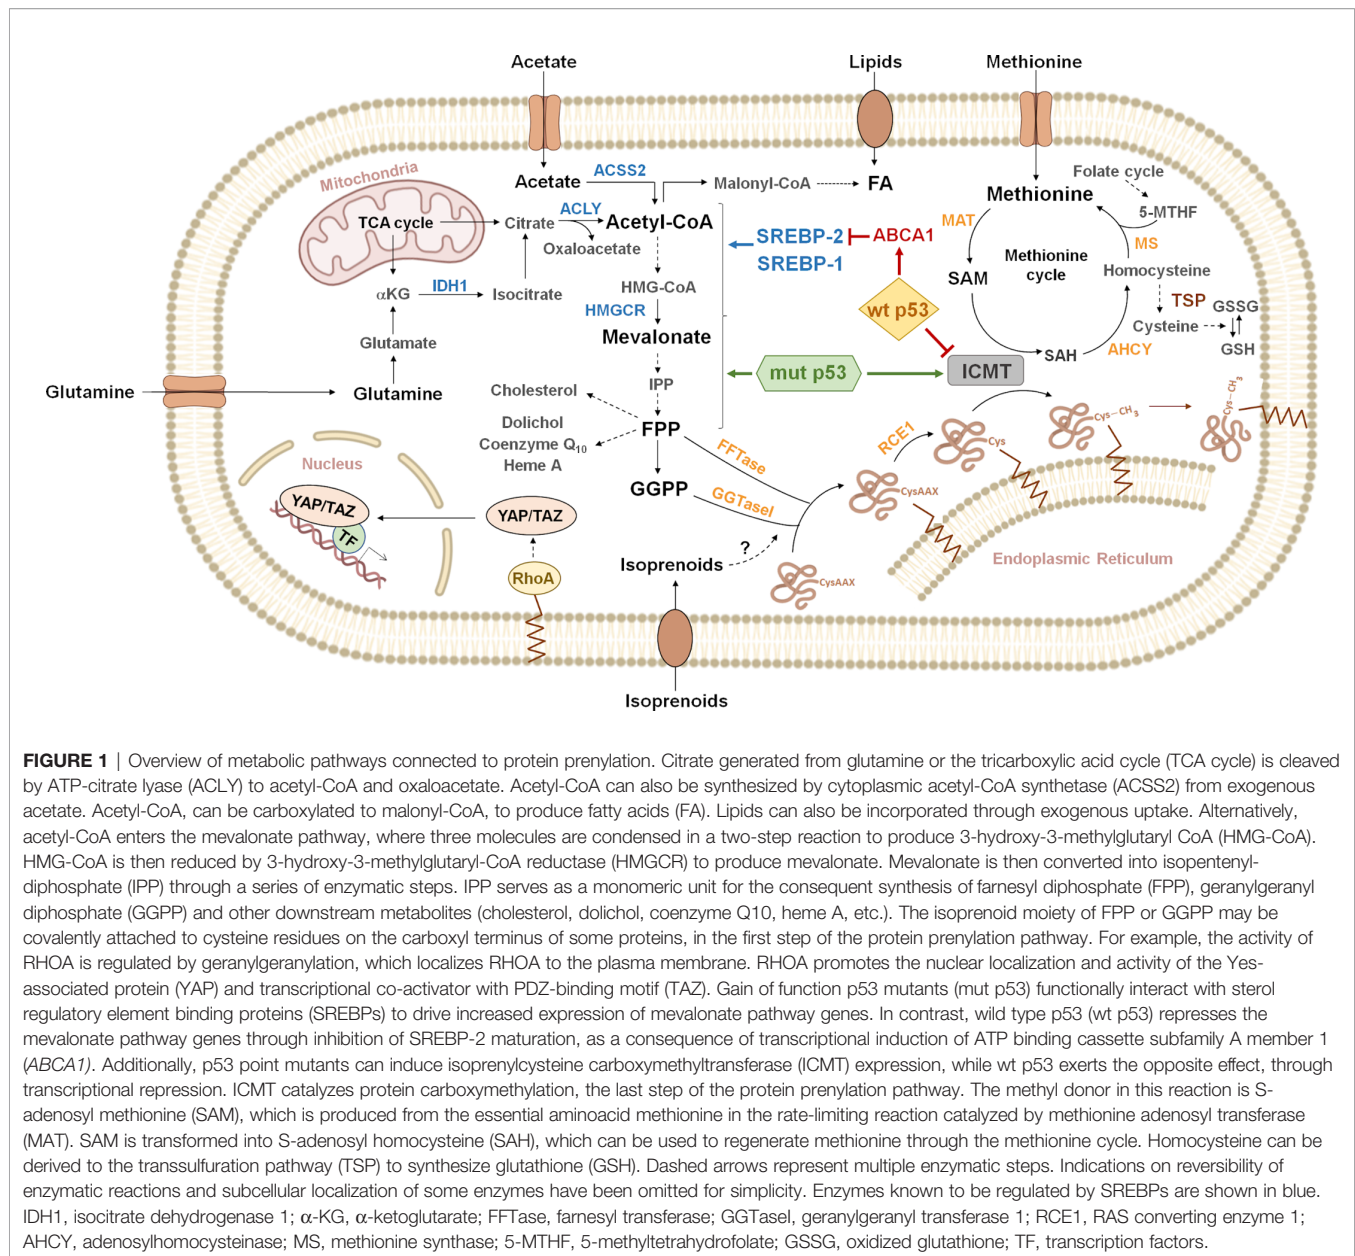 Acetate
Lipids
Methionine
Mitochondria
ACSS2
Acetate
Malonyl-CoA
FA
Folate cycle
Methionine
5-MTHF
TCA cycle
Citrate
ACLY
Acetyl-CoA
Oxaloacetate
MAT
MS
SREBP-2
ABCA1
SREBP-1
Methionine
cycle
SAM
Homocysteine
αKG
IDH1
Isocitrate
HMG-CoA
HMGCR
wt p53
TSP
GSSG
Cysteine
Glutamate
Mevalonate
SAH
AHCY
GSH
mut p53
ICMT
Glutamine
Glutamine
Cholesterol
IPP
Cys-CH3
Cys-CH3
Dolichol
Coenzyme Q10
Heme A
FPP
FFTase
RCE1
Cys
Nucleus
GGPP
GGTaseI
CysAAX
YAP/TAZ
TF
YAP/TAZ
?
Isoprenoids
Endoplasmic Reticulum
RhoA
CysAAX
Isoprenoids
FIGURE 1 | Overview of metabolic pathways connected to protein prenylation. Citrate generated from glutamine or the tricarboxylic acid cycle (TCA cycle) is cleaved
by ATP-citrate lyase (ACLY) to acetyl-CoA and oxaloacetate. Acetyl-CoA can also be synthesized by cytoplasmic acetyl-CoA synthetase (ACSS2) from exogenous
acetate. Acetyl-CoA, can be carboxylated to malonyl-CoA, to produce fatty acids (FA). Lipids can also be incorporated through exogenous uptake. Alternatively,
acetyl-CoA enters the mevalonate pathway, where three molecules are condensed in a two-step reaction to produce 3-hydroxy-3-methylglutaryl CoA (HMG-CoA).
HMG-CoA is then reduced by 3-hydroxy-3-methylglutaryl-CoA reductase (HMGCR) to produce mevalonate. Mevalonate is then converted into isopentenyl-
diphosphate (IPP) through a series of enzymatic steps. IPP serves as a monomeric unit for the consequent synthesis of farnesyl diphosphate (FPP), geranylgeranyl
diphosphate (GGPP) and other downstream metabolites (cholesterol, dolichol, coenzyme Q10, heme A, etc.). The isoprenoid moiety of FPP or GGPP may be
covalently attached to cysteine residues on the carboxyl terminus of some proteins, in the first step of the protein prenylation pathway. For example, the activity of
RHOA is regulated by geranylgeranylation, which localizes RHOA to the plasma membrane. RHOA promotes the nuclear localization and activity of the Yes-
associated protein (YAP) and transcriptional co-activator with PDZ-binding motif (TAZ). Gain of function p53 mutants (mut p53) functionally interact with sterol
regulatory element binding proteins (SREBPs) to drive increased expression of mevalonate pathway genes. In contrast, wild type p53 (wt p53) represses the
mevalonate pathway genes through inhibition of SREBP-2 maturation, as a consequence of transcriptional induction of ATP binding cassette subfamily A member 1
(ABCA1). Additionally, p53 point mutants can induce isoprenylcysteine carboxymethyltransferase (ICMT) expression, while wt p53 exerts the opposite effect, through
transcriptional repression. ICMT catalyzes protein carboxymethylation, the last step of the protein prenylation pathway. The methyl donor in this reaction is S-
adenosyl methionine (SAM), which is produced from the essential aminoacid methionine in the rate-limiting reaction catalyzed by methionine adenosyl transferase
(MAT). SAM is transformed into S-adenosyl homocysteine (SAH), which can be used to regenerate methionine through the methionine cycle. Homocysteine can be
derived to the transsulfuration pathway (TSP) to synthesize glutathione (GSH). Dashed arrows represent multiple enzymatic steps. Indications on reversibility of
enzymatic reactions and subcellular localization of some enzymes have been omitted for simplicity. Enzymes known to be regulated by SREBPs are shown in blue.
IDH1, isocitrate dehydrogenase 1; α-KG, α-ketoglutarate; FFTase, farnesyl transferase; GGTaseI, geranylgeranyl transferase 1; RCE1, RAS converting enzyme 1;
AHCY, adenosylhomocysteinase; MS, methionine synthase; 5-MTHF, 5-methyltetrahydrofolate; GSSG, oxidized glutathione; TF, transcription factors.